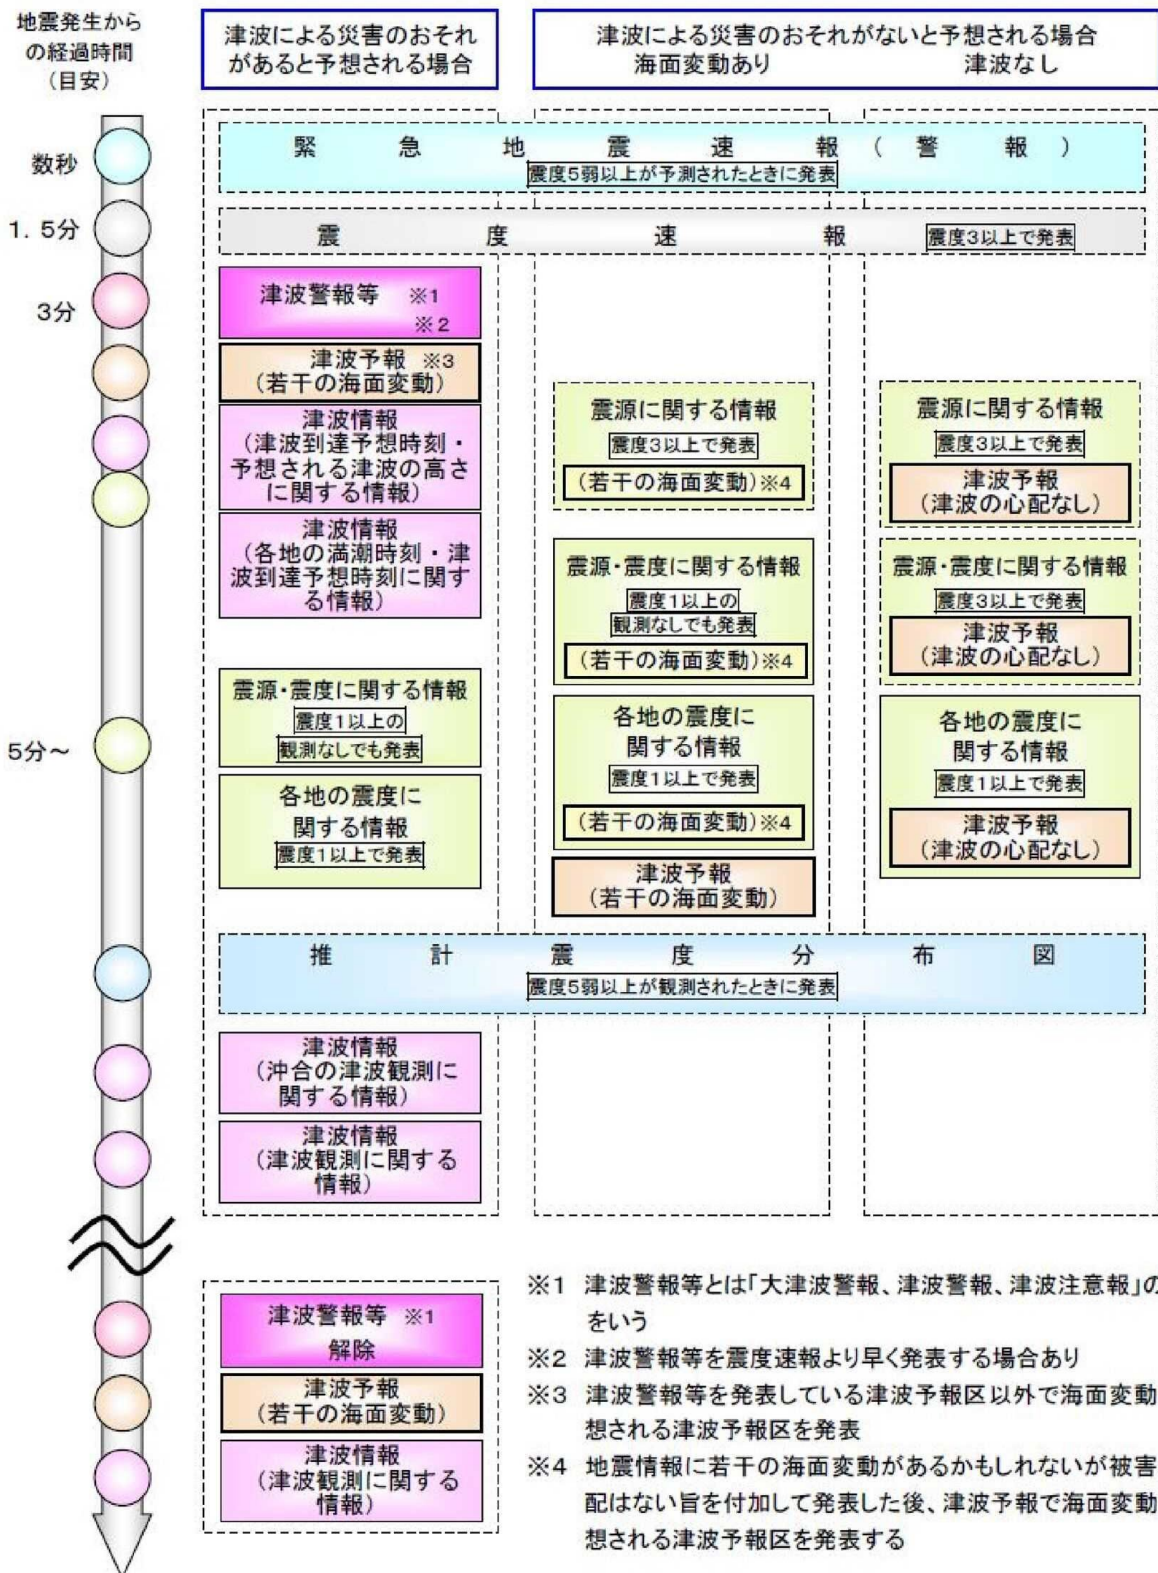 地震発生から
の経過時間
（目安）
津波による災害のおそれ
があると予想される場合
津波による災害のおそれがないと予想される場合
海面変動あり 津波なし
数秒
緊急地震速報（警報）
震度5弱以上が予測されたときに発表
1．5分
震度速報 震度3以上で発表
3分
津波警報等 ※1
※2
津波予報 ※3
（若干の海面変動）
津波情報
（津波到達予想時刻・
予想される津波の高さ
に関する情報）
津波情報
（各地の満潮時刻・津
波到達予想時刻に関す
る情報）
5分～
震源・震度に関する情報
震度1以上の
観測なしでも発表
各地の震度に
関する情報
震度1以上で発表
震源に関する情報
震度3以上で発表
（若干の海面変動）※4
震源・震度に関する情報
震度1以上の
観測なしでも発表
（若干の海面変動）※4
各地の震度に
関する情報
震度1以上で発表
（若干の海面変動）※4
津波予報
（若干の海面変動）
震源に関する情報
震度3以上で発表
津波予報
（津波の心配なし）
震源・震度に関する情報
震度3以上で発表
津波予報
（津波の心配なし）
各地の震度に
関する情報
震度1以上で発表
津波予報
（津波の心配なし）
推計震度分布図
震度5弱以上が観測されたときに発表
津波情報
（沖合の津波観測に
関する情報）
津波情報
（津波観測に関する
情報）
津波警報等 ※1
解除
津波予報
（若干の海面変動）
津波情報
（津波観測に関する
情報）
※1 津波警報等とは「大津波警報、津波警報、津波注意報」の
をいう
※2 津波警報等を震度速報より早く発表する場合あり
※3 津波警報等を発表している津波予報区以外で海面変動
想される津波予報区を発表
※4 地震情報に若干の海面変動があるかもしれないが被害
配はない旨を付加して発表した後、津波予報で海面変動
想される津波予報区を発表する